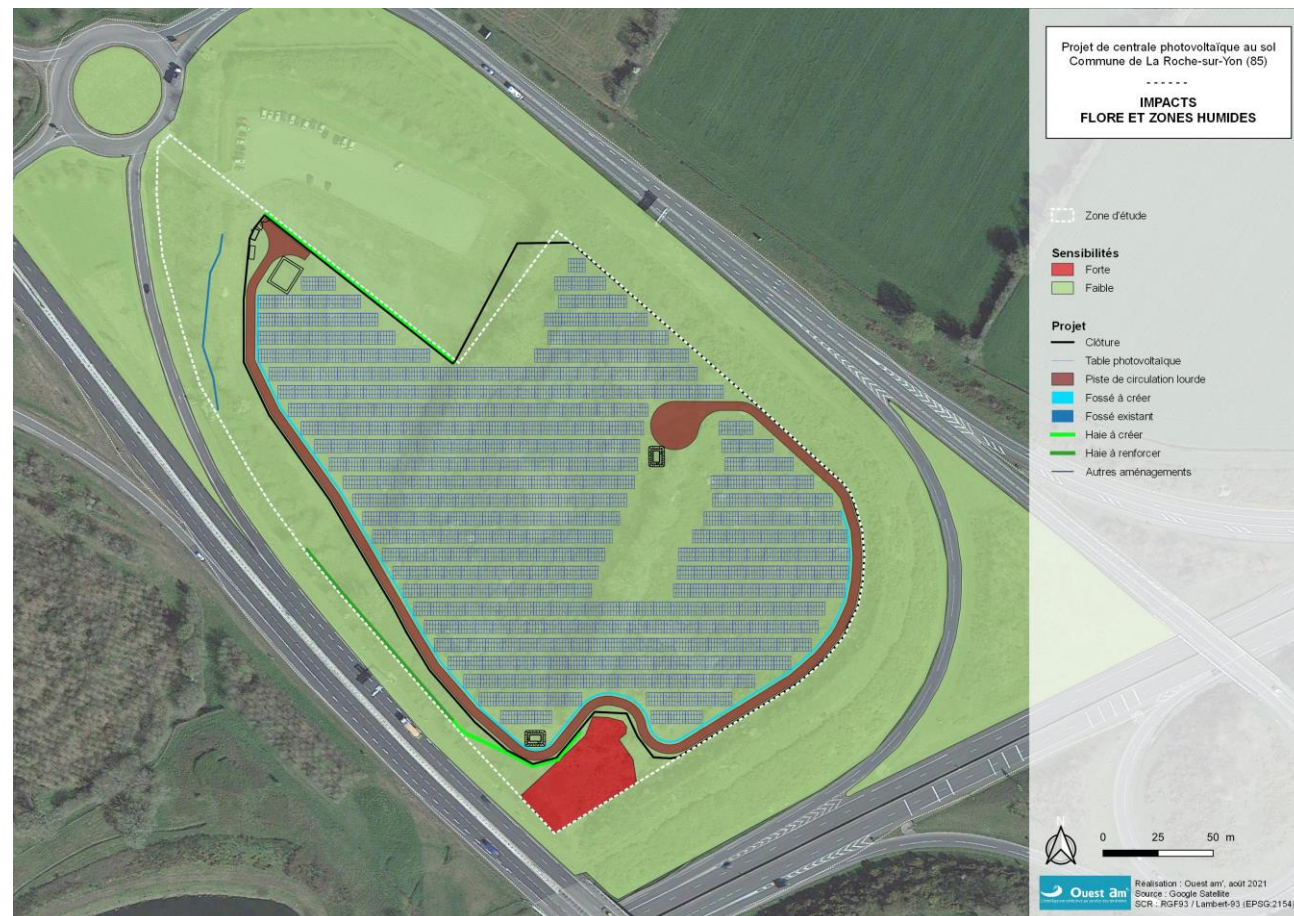 Projet de centrale photovoltaïque au sol
Commune de La Roche-sur-Yon (85)
------
IMPACTS
FLORE ET ZONES HUMIDES
Zone d'étude
Sensibilités
Forte
Faible
Projet
Clôture
Table photovoltaïque
Piste de circulation lourde
Fossé à créer
Fossé existant
Haie à créer
Haie à renforcer
Autres aménagements
N
0 25 50 m
Ouest am'
Réalisation : Ouest am', août 2021
Source : Google Satellite
SCR : RGF93 / Lambert-93 (EPSG:2154)